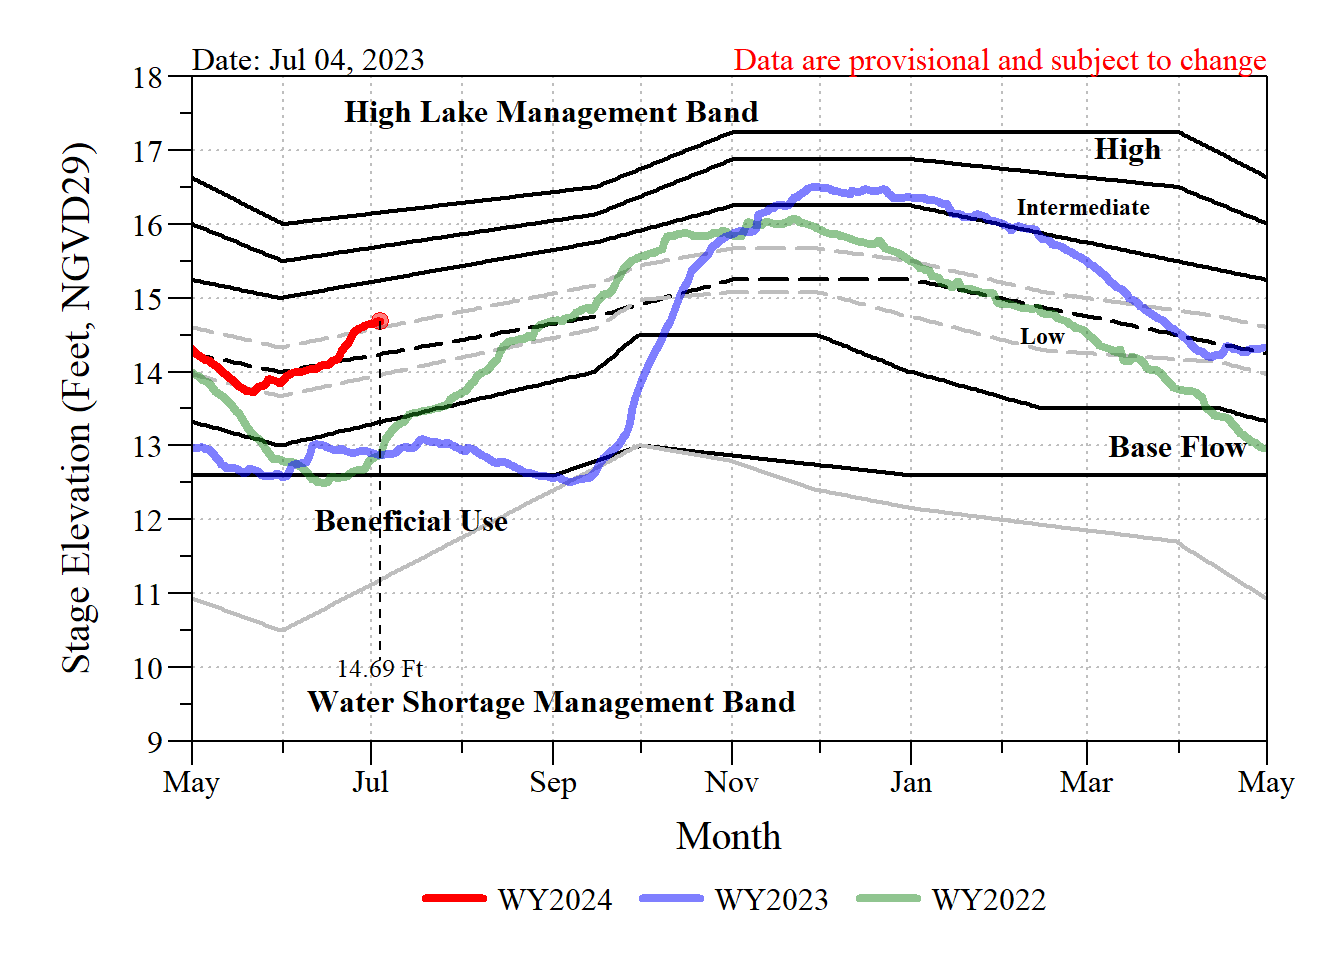 Date: Jul 04, 2023
Data are provisional and subject to change
18
High Lake Management Band
17
High
16
Intermediate
15
Low
14
13
Base Flow
12
Beneficial Use
11
10
14.69 Ft
Water Shortage Management Band
9
Stage Elevation (Feet, NGVD29)
May Jul Sep Nov Jan Mar May
Month
WY2024 WY2023 WY2022